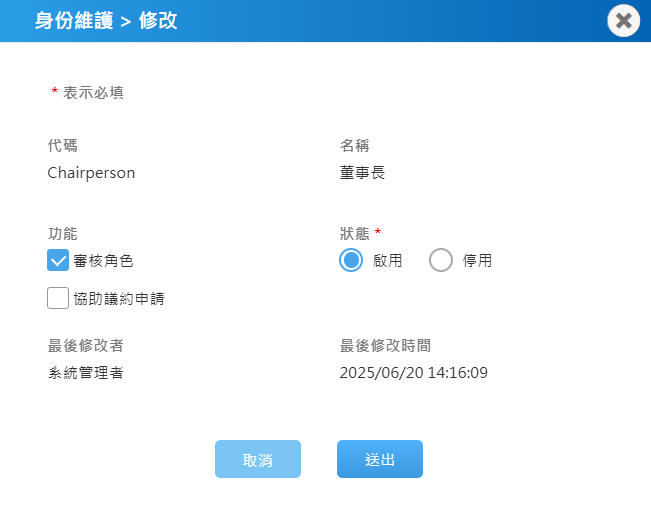 身份維護 > 修改
* 表示必填
代碼
名稱
Chairperson
董事長
功能
狀態 *
審核角色
啟用
停用
協助議約申請
最後修改者
最後修改時間
系統管理者
2025/06/20 14:16:09
取消
送出